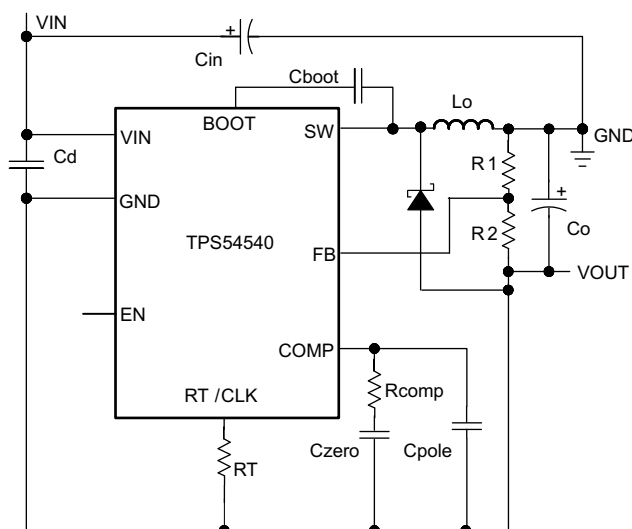 VIN
+
Cin
Cboot
BOOT
VIN
SW
Lo
GND
Cd
R1
+
GND
TPS54540
R2
Co
FB
VOUT
EN
COMP
RT /CLK
Rcomp
Czero
Cpole
RT